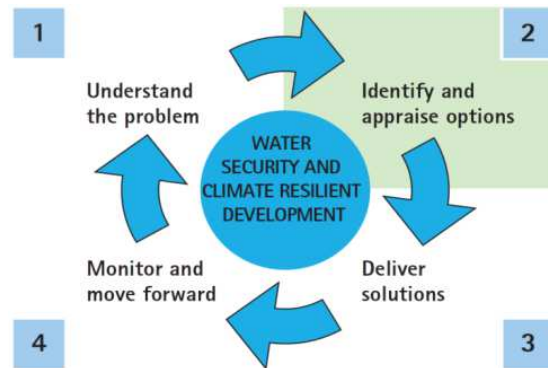 1
2
Understand
the problem
Identify and
appraise options
WATER
SECURITY AND
CLIMATE RESILIENT
DEVELOPMENT
Monitor and
move forward
Deliver
solutions
4
3